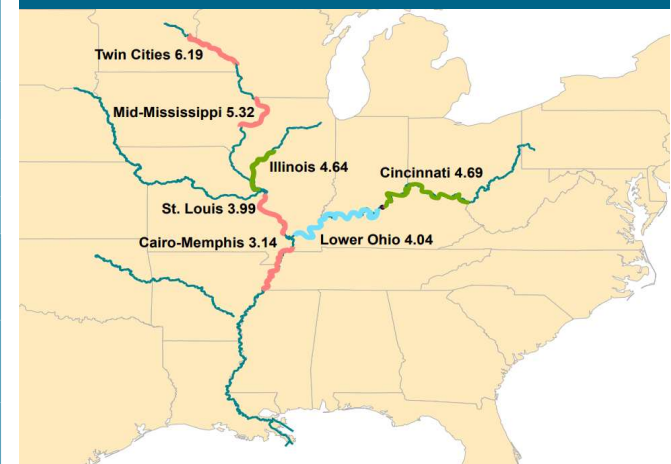 Twin Cities 6.19
Mid-Mississippi 5.32
Illinois 4.64
Cincinnati 4.69
St. Louis 3.99
Cairo-Memphis 3.14
Lower Ohio 4.04